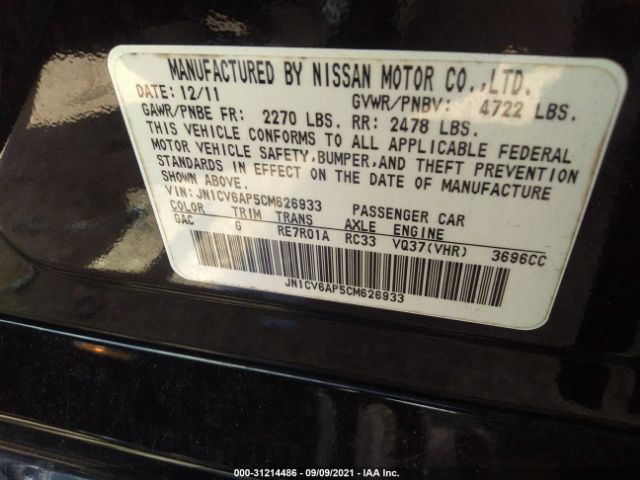 MANUFACTURED BY NISSAN MOTOR CO.,LTD.
DATE: 12/11 GVWR/PNBV: 4722 LBS.
GAWR/PNBE FR: 2270 LBS. RR: 2478 LBS.
THIS VEHICLE CONFORMS TO ALL APPLICABLE FEDERAL
MOTOR VEHICLE SAFETY,BUMPER,AND THEFT PREVENTION
STANDARDS IN EFFECT ON THE DATE OF MANUFACTURE
SHOWN ABOVE.
VIN: JN1CV6AP5CM626933 PASSENGER CAR
COLOR TRIM TRANS AXLE ENGINE
GAC G RE7R01A RC33 VQ37(VHR) 3696CC
JN1CV6AP5CM626933
000-31214486 - 09/09/2021 - IAA Inc.